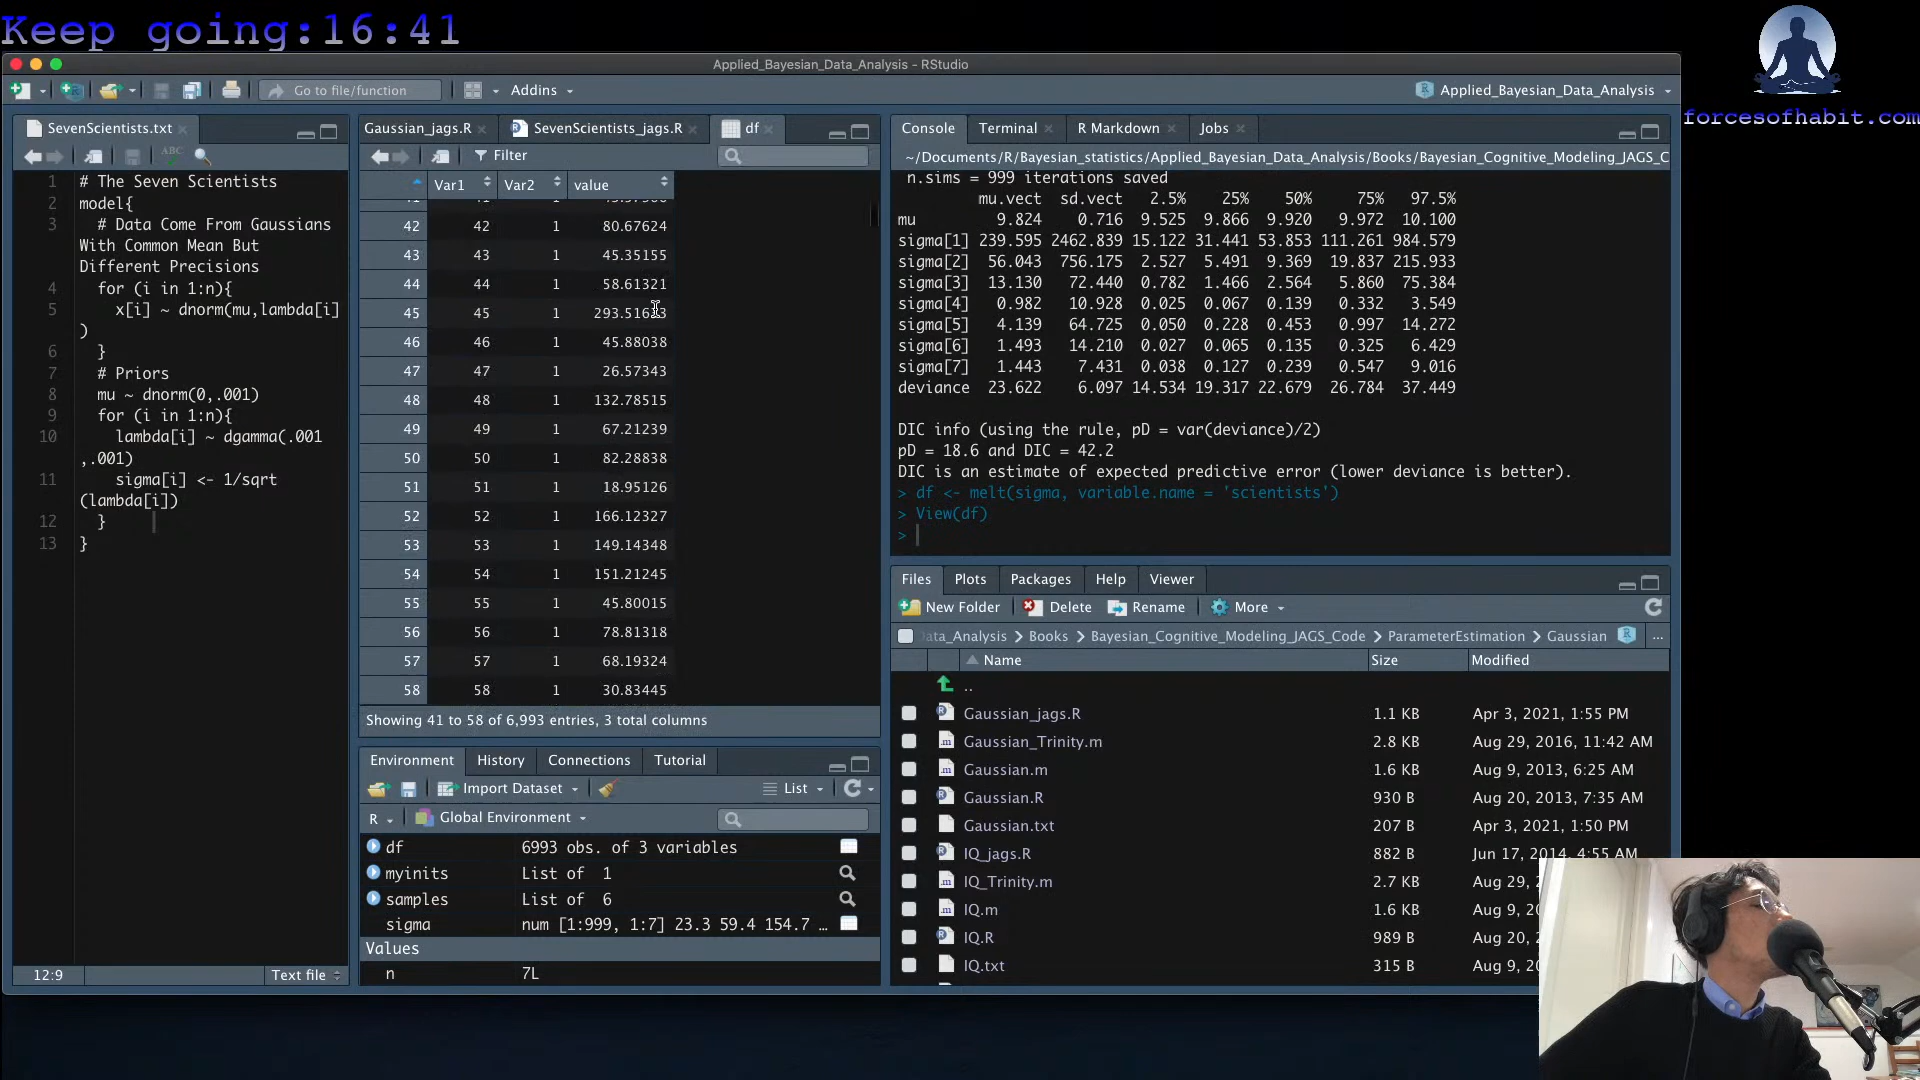 Keep going:16:41
forcesofhabit.com
Applied_Bayesian_Data_Analysis - RStudio
Go to file/function
Addins
Applied_Bayesian_Data_Analysis
SevenScientists.txt
ABC
1 # The Seven Scientists
2 model{
3 # Data Come From Gaussians
With Common Mean But
Different Precisions
4 for (i in 1:n){
5 x[i] ~ dnorm(mu,lambda[i]
)
6 }
7 # Priors
8 mu ~ dnorm(0,.001)
9 for (i in 1:n){
10 lambda[i] ~ dgamma(.001
,.001)
11 sigma[i] <- 1/sqrt
(lambda[i])
12 }
13 }
12:9
Text file
Gaussian_jags.R
SevenScientists_jags.R
df
Filter
Var1 Var2 value
42 42 1 80.67624
43 43 1 45.35155
44 44 1 58.61321
45 45 1
46 46 1 45.88038
47 47 1 26.57343
48 48 1 132.78515
49 49 1 67.21239
50 50 1 82.28838
51 51 1 18.95126
52 52 1 166.12327
53 53 1 149.14348
54 54 1 151.21245
55 55 1 45.80015
56 56 1 78.81318
57 57 1 68.19324
58 58 1 30.83445
Showing 41 to 58 of 6,993 entries, 3 total columns
Environment History Connections Tutorial
Import Dataset
List
R
Global Environment
df 6993 obs. of 3 variables
myinits List of 1
samples List of 6
sigma num [1:999, 1:7] 23.3 59.4 154.7 …
Values
n 7L
Console Terminal R Markdown Jobs
~/Documents/R/Bayesian_statistics/Applied_Bayesian_Data_Analysis/Books/Bayesian_Cognitive_Modeling_JAGS_C
n.sims = 999 iterations saved
mu.vect sd.vect 2.5% 25% 50% 75% 97.5%
mu 9.824 0.716 9.525 9.866 9.920 9.972 10.100
sigma[1] 239.595 2462.839 15.122 31.441 53.853 111.261 984.579
sigma[2] 56.043 756.175 2.527 5.491 9.369 19.837 215.933
sigma[3] 13.130 72.440 0.782 1.466 2.564 5.860 75.384
sigma[4] 0.982 10.928 0.025 0.067 0.139 0.332 3.549
sigma[5] 4.139 64.725 0.050 0.228 0.453 0.997 14.272
sigma[6] 1.493 14.210 0.027 0.065 0.135 0.325 6.429
sigma[7] 1.443 7.431 0.038 0.127 0.239 0.547 9.016
deviance 23.622 6.097 14.534 19.317 22.679 26.784 37.449
DIC info (using the rule, pD = var(deviance)/2)
pD = 18.6 and DIC = 42.2
DIC is an estimate of expected predictive error (lower deviance is better).
> df <- melt(sigma, variable.name = 'scientists')
> View(df)
>
Files Plots Packages Help Viewer
New Folder Delete Rename More
ata_Analysis Books Bayesian_Cognitive_Modeling_JAGS_Code ParameterEstimation Gaussian ...
Name Size Modified
..
Gaussian_jags.R 1.1 KB Apr 3, 2021, 1:55 PM
Gaussian_Trinity.m 2.8 KB Aug 29, 2016, 11:42 AM
Gaussian.m 1.6 KB Aug 9, 2013, 6:25 AM
Gaussian.R 930 B Aug 20, 2013, 7:35 AM
Gaussian.txt 207 B Apr 3, 2021, 1:50 PM
IQ_jags.R 882 B Jun 17, 2014, 4:55 AM
IQ_Trinity.m 2.7 KB Aug 29,
IQ.m 1.6 KB Aug 9, 20
IQ.R 989 B Aug 20,
IQ.txt 315 B Aug 9, 20